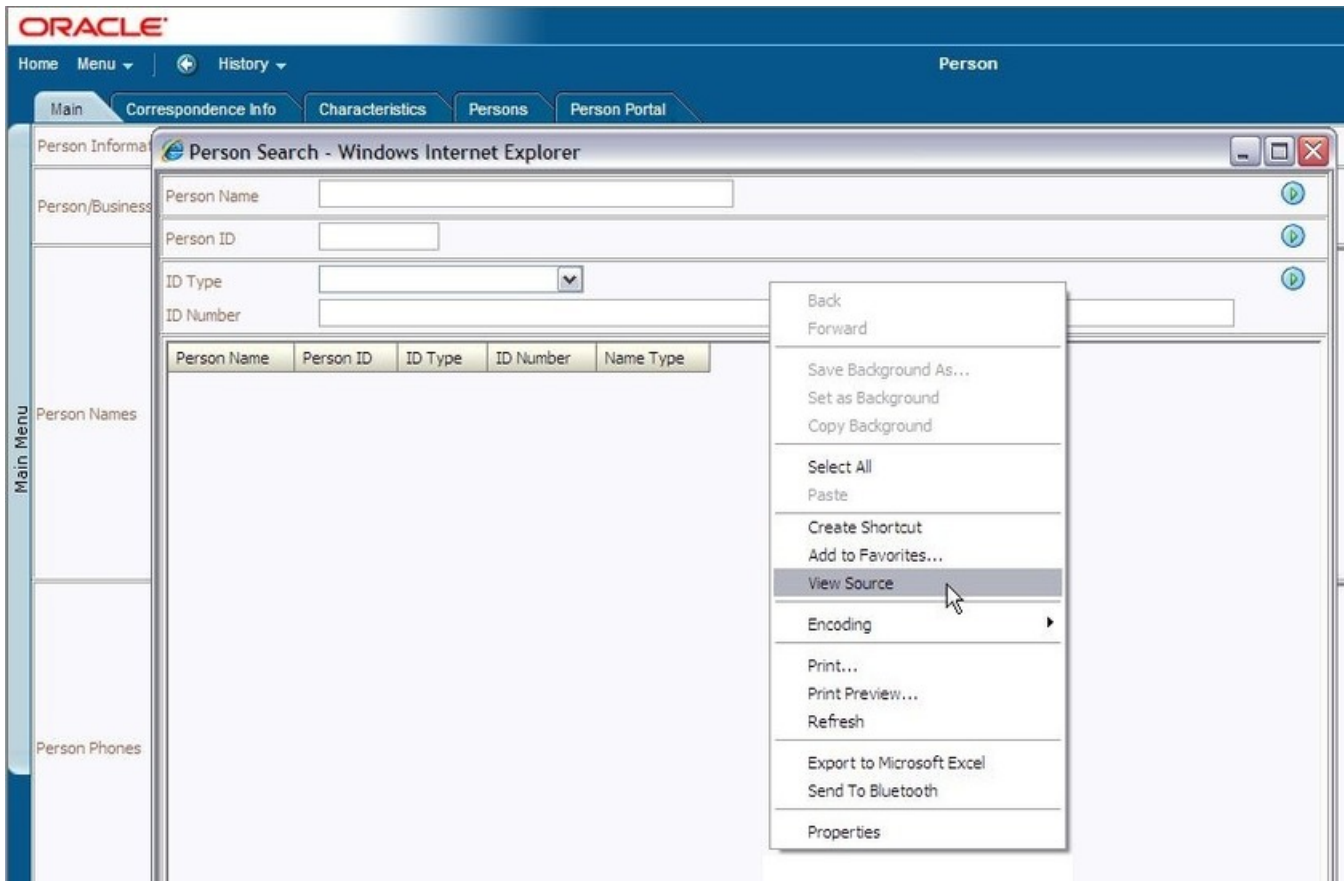 ORACLE
Home Menu History Person
Main Correspondence Info Characteristics Persons Person Portal
Person Informat
Person Search - Windows Internet Explorer
Person/Business
Person Name
Person ID
ID Type
ID Number
Person Name Person ID ID Type ID Number Name Type
Main Menu
Person Names
Person Phones
Back
Forward
Save Background As...
Set as Background
Copy Background
Select All
Paste
Create Shortcut
Add to Favorites...
View Source
Encoding
Print...
Print Preview...
Refresh
Export to Microsoft Excel
Send To Bluetooth
Properties